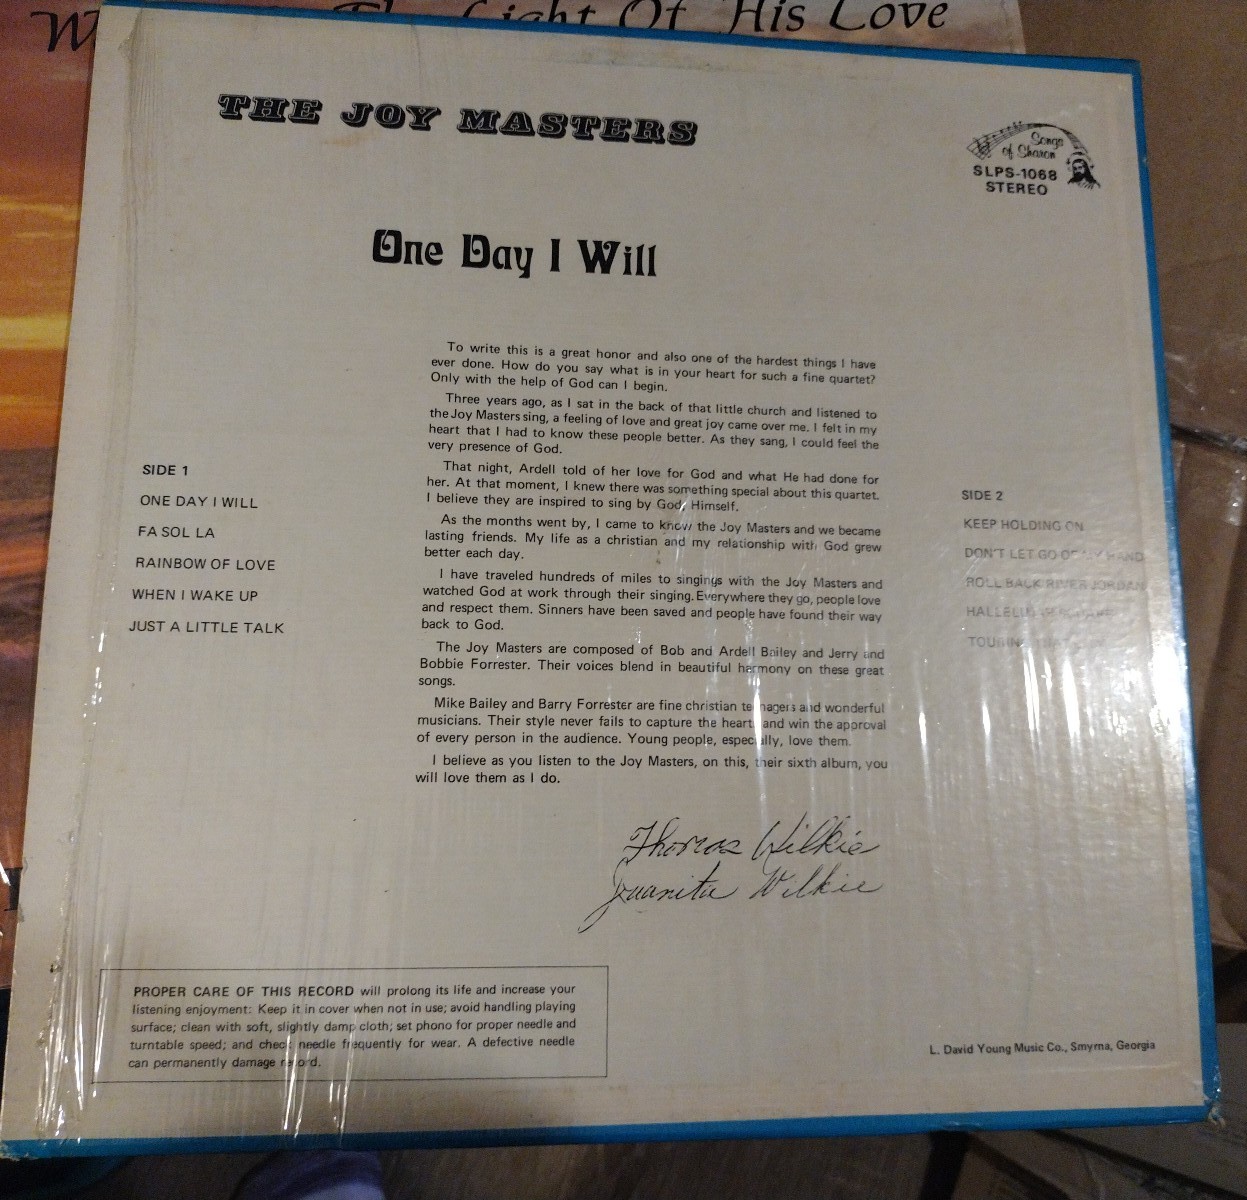 Light Of His Love
THE JOY MASTERS
Songs
of Sharon
SLPS-1068
STEREO
One Day I Will
To write this is a great honor and also one of the hardest things I have
ever done. How do you say what is in your heart for such a fine quartet?
Only with the help of God can I begin.
Three years ago, as I sat in the back of that little church and listened to
the Joy Masters sing, a feeling of love and great joy came over me. I felt in my
heart that I had to know these people better. As they sang, I could feel the
very presence of God.
That night, Ardell told of her love for God and what He had done for
her. At that moment, I knew there was something special about this quartet.
I believe they are inspired to sing by God, Himself.
As the months went by, I came to know the Joy Masters and we became
lasting friends. My life as a christian and my relationship with God grew
better each day.
I have traveled hundreds of miles to singings with the Joy Masters and
watched God at work through their singing. Everywhere they go, people love
and respect them. Sinners have been saved and people have found their way
back to God.
The Joy Masters are composed of Bob and Ardell Bailey and Jerry and
Bobbie Forrester. Their voices blend in beautiful harmony on these great
songs.
Mike Bailey and Barry Forrester are fine christian teenagers and wonderful
musicians. Their style never fails to capture the heart and win the approval
of every person in the audience. Young people, especially, love them.
I believe as you listen to the Joy Masters, on this, their sixth album, you
will love them as I do.
Thomas Wilkie
Juanita Wilkie
SIDE 1
ONE DAY I WILL
FA SOL LA
RAINBOW OF LOVE
WHEN I WAKE UP
JUST A LITTLE TALK
SIDE 2
KEEP HOLDING ON
DON'T LET GO OF MY HAND
ROLL BACK RIVER JORDAN
HALLELUJAH
TOURING THAT
PROPER CARE OF THIS RECORD will prolong its life and increase your
listening enjoyment: Keep it in cover when not in use; avoid handling playing
surface; clean with soft, slightly damp cloth; set phono for proper needle and
turntable speed; and check needle frequently for wear. A defective needle
can permanently damage record.
L. David Young Music Co., Smyrna, Georgia